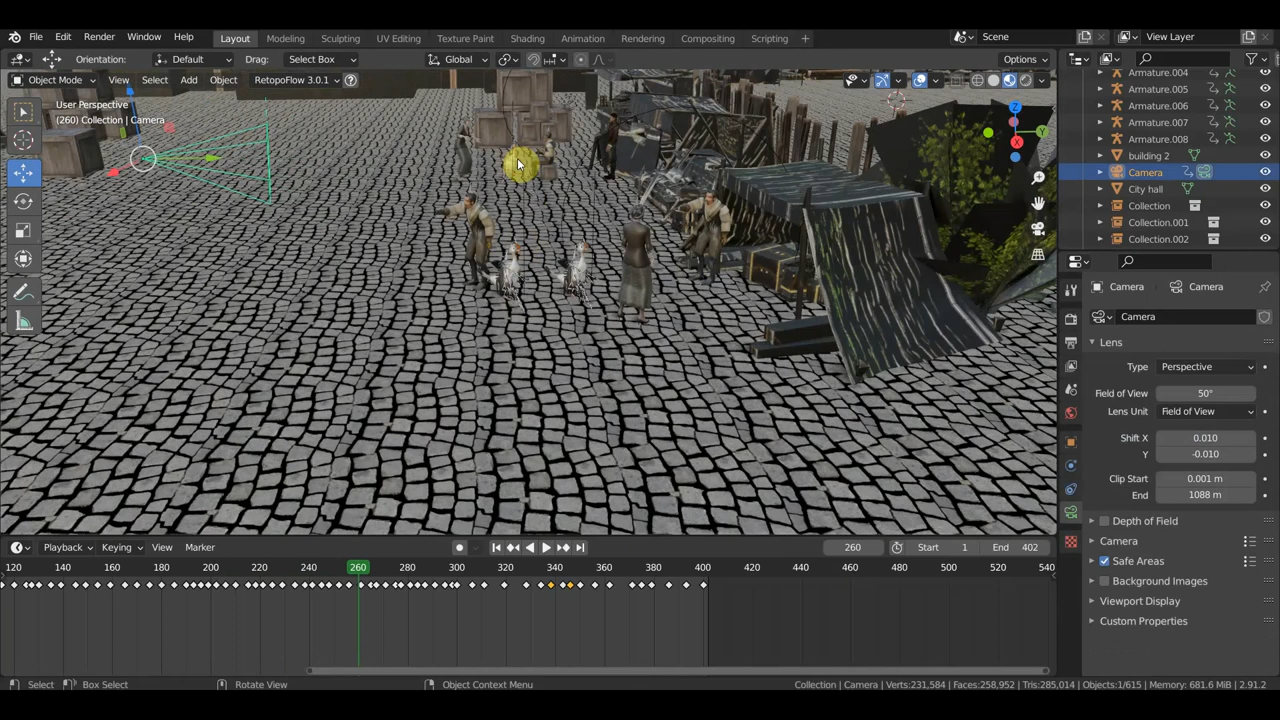 File Edit Render Window Help Layout Modeling Sculpting UV Editing Texture Paint Shading Animation Rendering Compositing Scripting + Scene View Layer
Orientation: Default Drag: Select Box Global Options
Object Mode View Select Add Object RetopoFlow 3.0.1
User Perspective
(260) Collection | Camera
Z
Y
X
Armature.004
Armature.005
Armature.006
Armature.007
Armature.008
building 2
Camera
City hall
Collection
Collection.001
Collection.002
Camera Camera
Camera
Lens
Type Perspective
Field of View 50°
Lens Unit Field of View
Shift X 0.010
Y -0.010
Clip Start 0.001 m
End 1088 m
Depth of Field
Camera
Safe Areas
Background Images
Viewport Display
Custom Properties
Playback Keying View Marker 260 Start 1 End 402
120 140 160 180 200 220 240 260 280 300 320 340 360 380 400 420 440 460 480 500 520 540
Select Box Select Rotate View Object Context Menu Collection | Camera | Verts:231,584 | Faces:258,952 | Tris:285,014 | Objects:1/615 | Memory: 681.6 MiB | 2.91.2